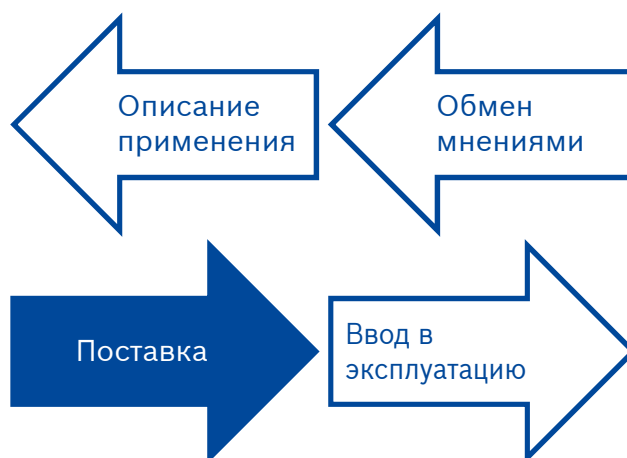 Описание
применения
Обмен
мнениями
Поставка
Ввод в
эксплуатацию